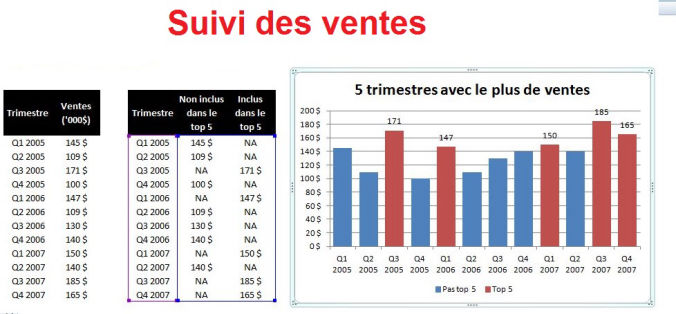 Suivi des ventes
Trimestre Ventes ('000$)
Q1 2005 145 $
Q2 2005 109 $
Q3 2005 171 $
Q4 2005 100 $
Q1 2006 147 $
Q2 2006 109 $
Q3 2006 130 $
Q4 2006 140 $
Q1 2007 150 $
Q2 2007 140 $
Q3 2007 185 $
Q4 2007 165 $
Trimestre Non inclus dans le top 5 Inclus dans le top 5
Q1 2005 145 $ NA
Q2 2005 109 $ NA
Q3 2005 NA 171 $
Q4 2005 100 $ NA
Q1 2006 NA 147 $
Q2 2006 109 $ NA
Q3 2006 130 $ NA
Q4 2006 140 $ NA
Q1 2007 NA 150 $
Q2 2007 140 $ NA
Q3 2007 NA 185 $
Q4 2007 NA 165 $
5 trimestres avec le plus de ventes
200 $
180 $
160 $
140 $
120 $
100 $
80 $
60 $
40 $
20 $
0 $
171 147 150 185 165
Q1 Q2 Q3 Q4 Q1 Q2 Q3 Q4 Q1 Q2 Q3 Q4
2005 2005 2005 2005 2006 2006 2006 2006 2007 2007 2007 2007
Pas top 5 Top 5